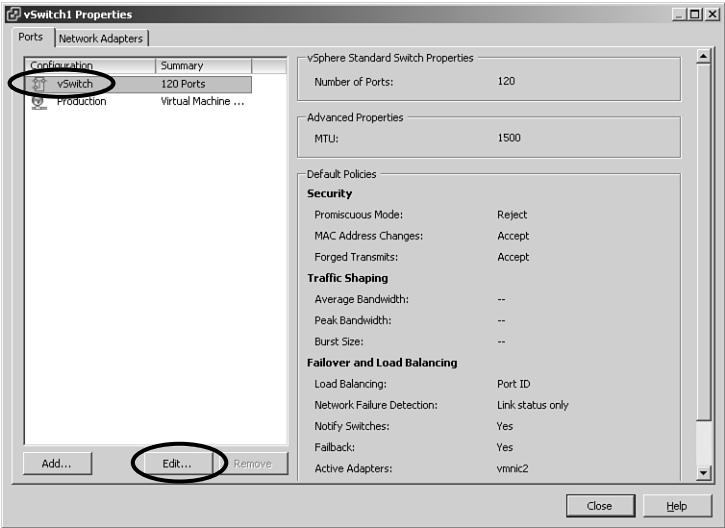 vSwitch1 Properties
Ports Network Adapters
Configuration Summary
vSwitch 120 Ports
Production Virtual Machine ...
vSphere Standard Switch Properties
Number of Ports: 120
Advanced Properties
MTU: 1500
Default Policies
Security
Promiscuous Mode: Reject
MAC Address Changes: Accept
Forged Transmits: Accept
Traffic Shaping
Average Bandwidth: --
Peak Bandwidth: --
Burst Size: --
Failover and Load Balancing
Load Balancing: Port ID
Network Failure Detection: Link status only
Notify Switches: Yes
Failback: Yes
Active Adapters: vmnic2
Add... Edit... Remove
Close Help